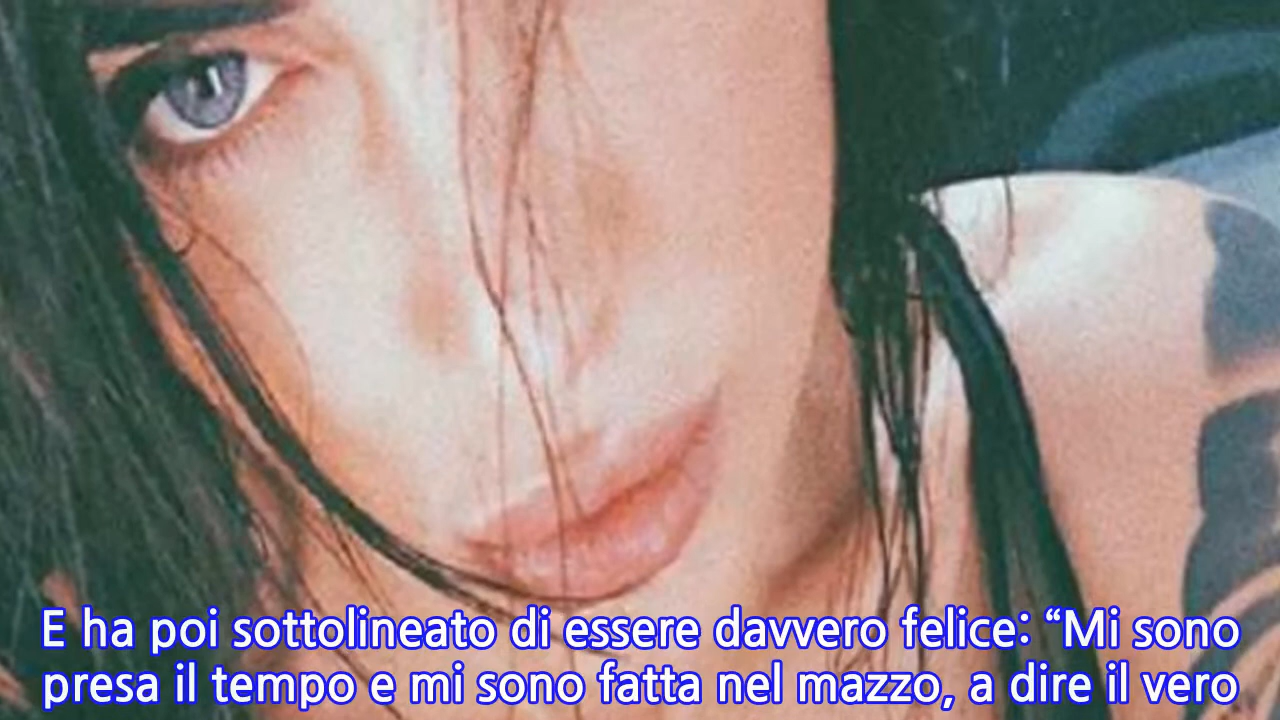 E ha poi sottolineato di essere davvero felice: “Mi sono
presa il tempo e mi sono fatta nel mazzo, a dire il vero